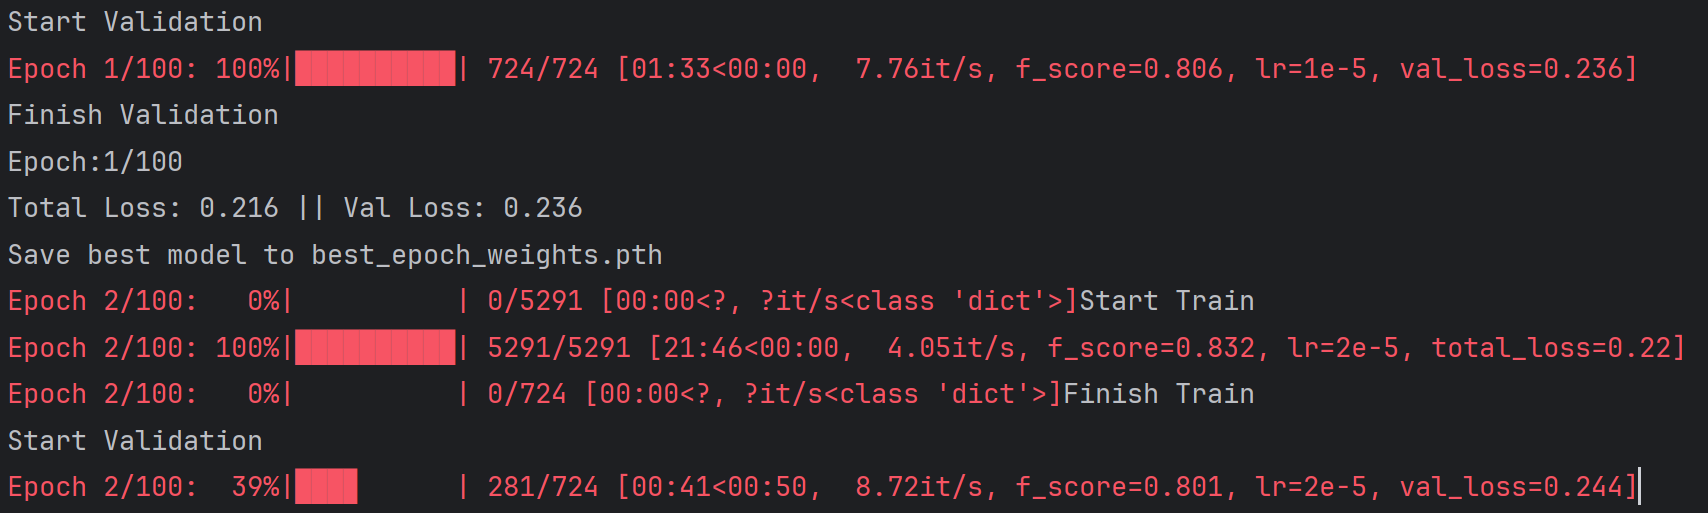 Start Validation
Epoch 1/100: 100%|██████████| 724/724 [01:33<00:00,  7.76it/s, f_score=0.806, lr=1e-5, val_loss=0.236]
Finish Validation
Epoch:1/100
Total Loss: 0.216 || Val Loss: 0.236
Save best model to best_epoch_weights.pth
Epoch 2/100:   0%|          | 0/5291 [00:00<?, ?it/s<class 'dict'>]Start Train
Epoch 2/100: 100%|██████████| 5291/5291 [21:46<00:00,  4.05it/s, f_score=0.832, lr=2e-5, total_loss=0.22]
Epoch 2/100:   0%|          | 0/724 [00:00<?, ?it/s<class 'dict'>]Finish Train
Start Validation
Epoch 2/100:  39%|████      | 281/724 [00:41<00:50,  8.72it/s, f_score=0.801, lr=2e-5, val_loss=0.244]